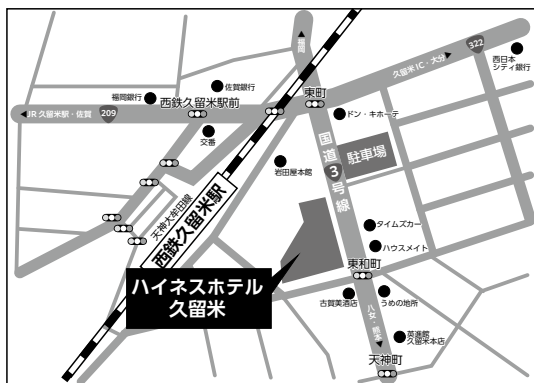 福岡
322
久留米IC・大分
西日本
シティ銀行
佐賀銀行
福岡銀行
西鉄久留米駅前
東町
JR久留米駅・佐賀
209
交番
ドン・キホーテ
国道
3
号線
駐車場
岩田屋本館
天神大牟田線
西鉄久留米駅
タイムズカー
ハウスメイト
東和町
ハイネスホテル
久留米
古賀美酒店
うめの地所
八女・熊本
英進館
久留米本店
天神町